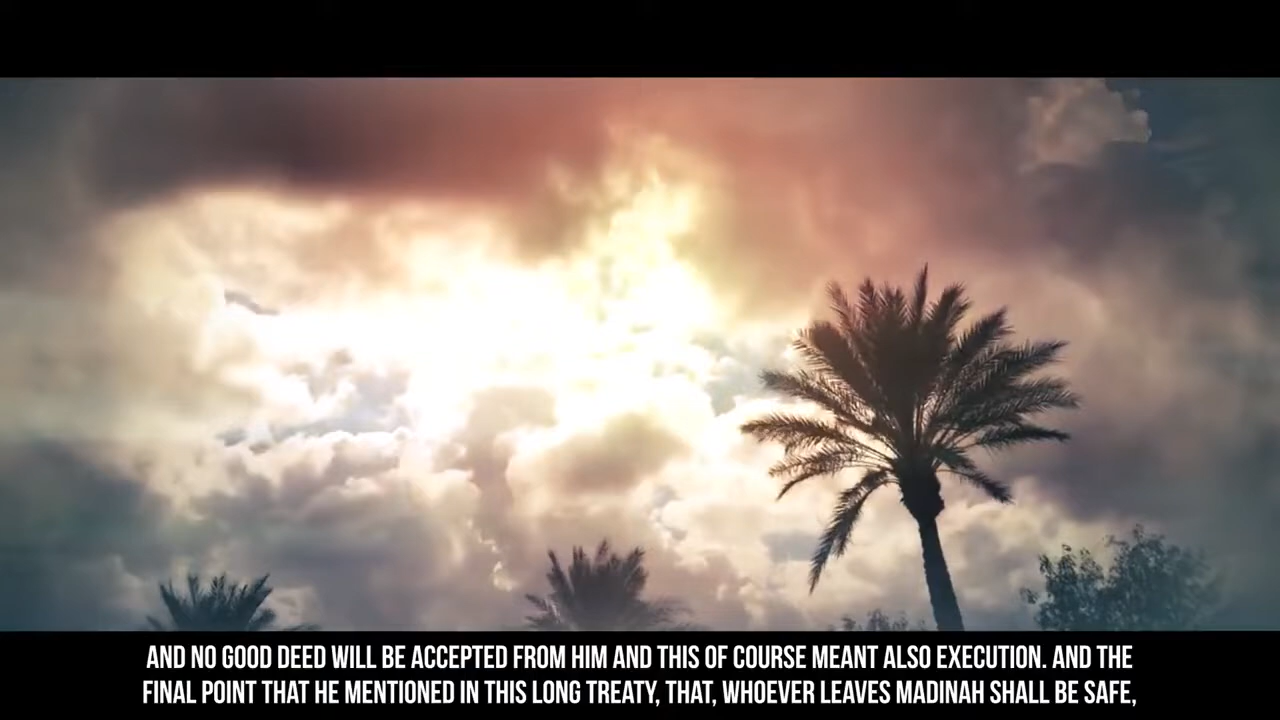 AND NO GOOD DEED WILL BE ACCEPTED FROM HIM AND THIS OF COURSE MEANT ALSO EXECUTION. AND THE
FINAL POINT THAT HE MENTIONED IN THIS LONG TREATY, THAT, WHOEVER LEAVES MADINAH SHALL BE SAFE,